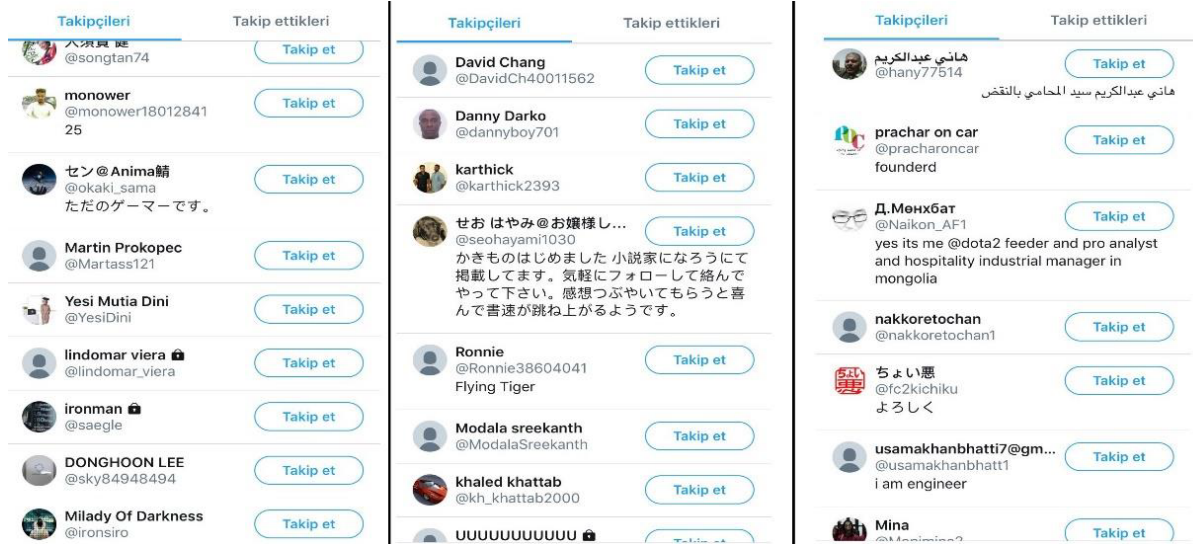 Takipçileri
Takip ettikleri
大須賀 健
@songtan74
Takip et
monower
@monower18012841
25
Takip et
セン@Anima鯖
@okaki_sama
ただのゲーマーです。
Takip et
Martin Prokopec
@Martass121
Takip et
Yesi Mutia Dini
@YesiDini
Takip et
lindomar viera
@lindomar_viera
Takip et
ironman
@saegle
Takip et
DONGHOON LEE
@sky84948494
Takip et
Milady Of Darkness
@ironsiro
Takip et
Takipçileri
Takip ettikleri
David Chang
@DavidCh40011562
Takip et
Danny Darko
@dannyboy701
Takip et
karthick
@karthick2393
Takip et
せお はやみ@お嬢様し...
@seohayami1030
Takip et
かきものはじめました 小説家になろうにて
掲載してます。気軽にフォローして絡んで
やって下さい。感想つぶやいてもらうと喜
んで書速が跳ね上がるようです。
Ronnie
@Ronnie38604041
Flying Tiger
Takip et
Modala sreekanth
@ModalaSreekanth
Takip et
khaled khattab
@kh_khattab2000
Takip et
UUUUUUUUUUU
Takip et
Takipçileri
Takip ettikleri
هاني عبدالكريم
@hany77514
Takip et
هاني عبدالكريم سيد المحامي بالنقض
prachar on car
@pracharoncar
founderd
Takip et
Д.Мөнхбат
@Naikon_AF1
Takip et
yes its me @dota2 feeder and pro analyst
and hospitality industrial manager in
mongolia
nakkoretochan
@nakkoretochan1
Takip et
ちょい悪
@fc2kichiku
よろしく
Takip et
usamakhanbhatti7@gm...
@usamakhanbhatt1
i am engineer
Takip et
Mina
Takip et